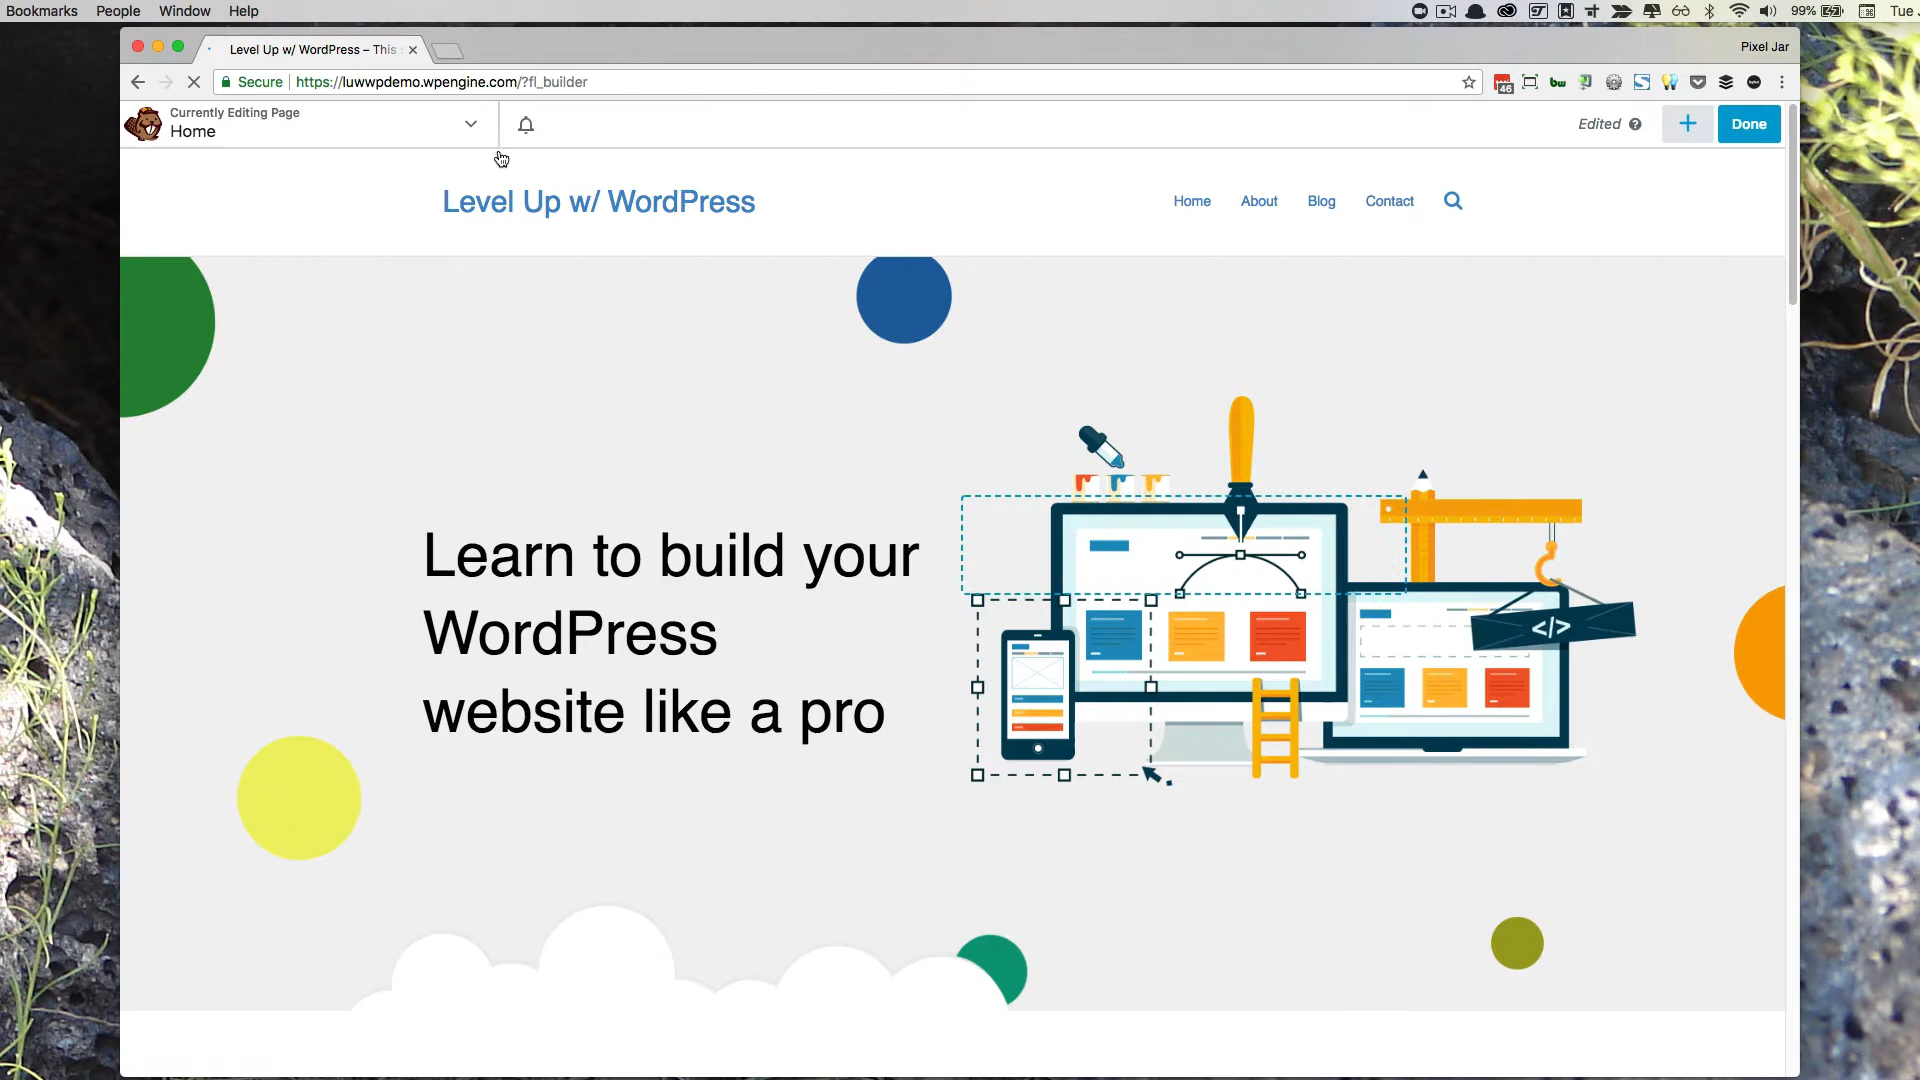 Bookmarks People Window Help 99% Tue
Level Up w/ WordPress – This
Pixel Jar
Secure https://luwwpdemo.wpengine.com/?fl_builder
46
bw
Currently Editing Page
Home
Edited
Done
Level Up w/ WordPress
Home About Blog Contact
Learn to build your
WordPress
website like a pro
</>